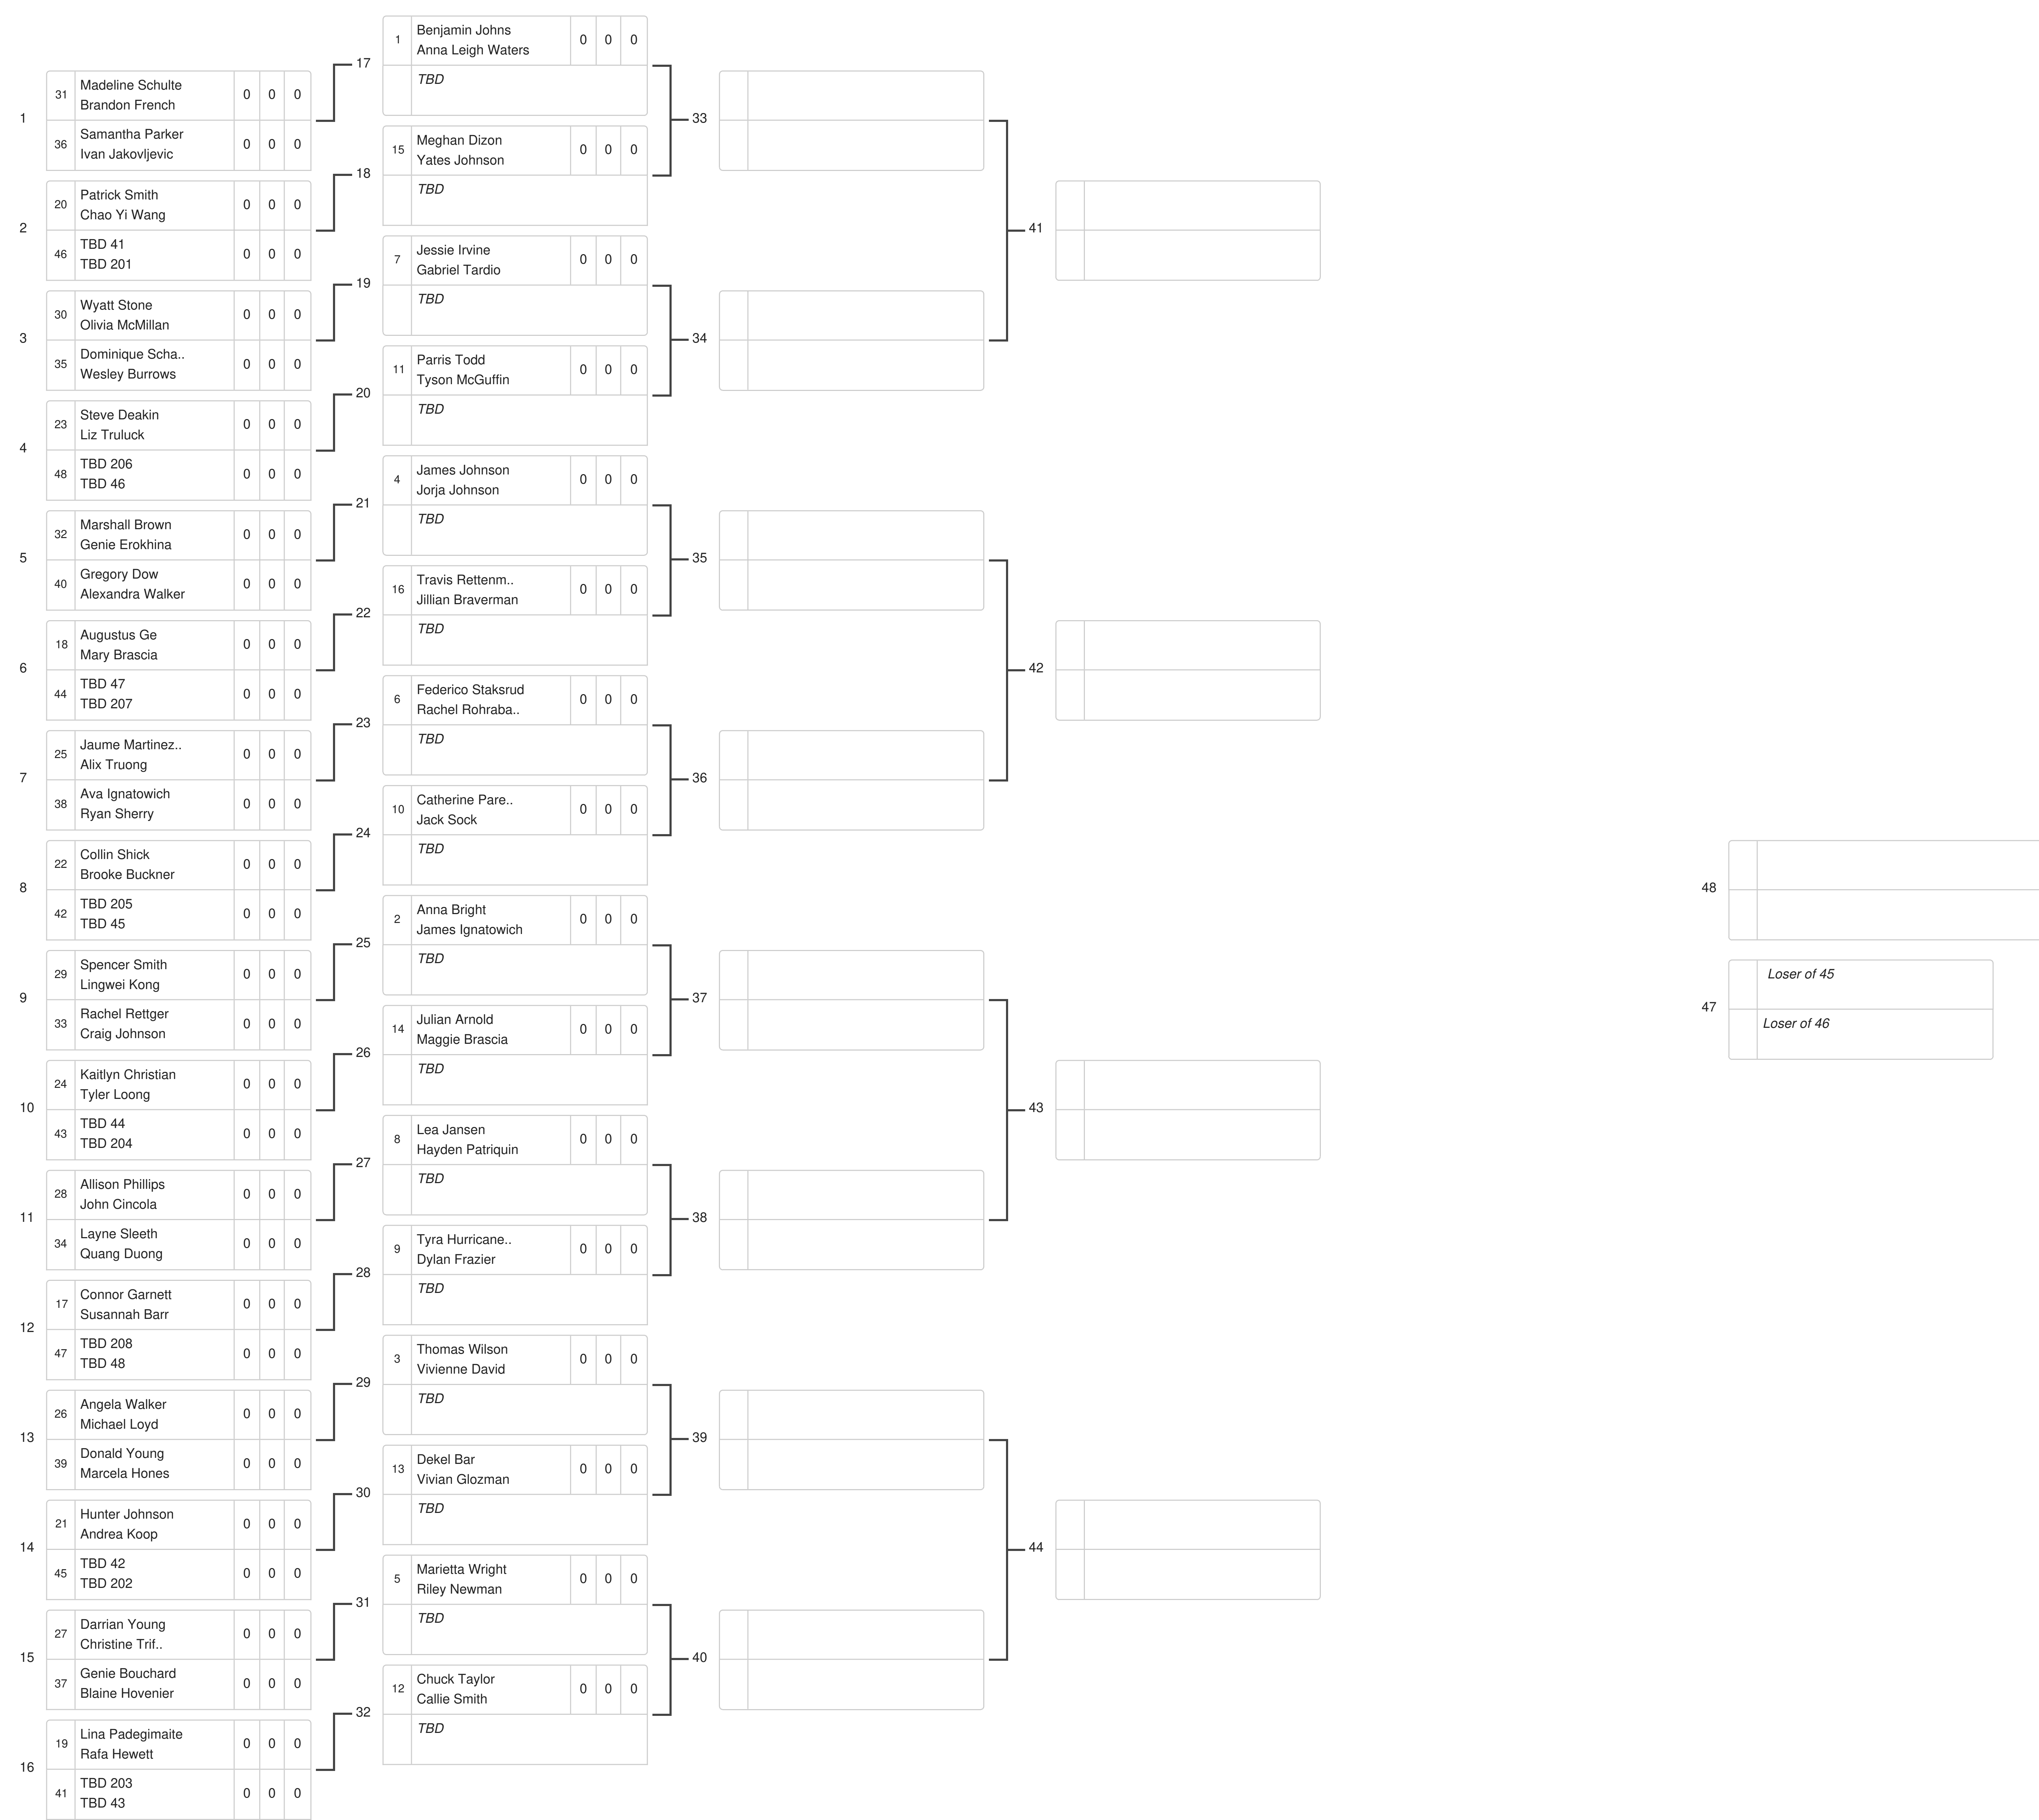 1
31 Madeline Schulte 0 0 0
Brandon French
36 Samantha Parker 0 0 0
Ivan Jakovljevic
2
20 Patrick Smith 0 0 0
Chao Yi Wang
46 TBD 41 0 0 0
TBD 201
3
30 Wyatt Stone 0 0 0
Olivia McMillan
35 Dominique Scha.. 0 0 0
Wesley Burrows
4
23 Steve Deakin 0 0 0
Liz Truluck
48 TBD 206 0 0 0
TBD 46
5
32 Marshall Brown 0 0 0
Genie Erokhina
40 Gregory Dow 0 0 0
Alexandra Walker
6
18 Augustus Ge 0 0 0
Mary Brascia
44 TBD 47 0 0 0
TBD 207
7
25 Jaume Martinez.. 0 0 0
Alix Truong
38 Ava Ignatowich 0 0 0
Ryan Sherry
8
22 Collin Shick 0 0 0
Brooke Buckner
42 TBD 205 0 0 0
TBD 45
9
29 Spencer Smith 0 0 0
Lingwei Kong
33 Rachel Rettger 0 0 0
Craig Johnson
10
24 Kaitlyn Christian 0 0 0
Tyler Loong
43 TBD 44 0 0 0
TBD 204
11
28 Allison Phillips 0 0 0
John Cincola
34 Layne Sleeth 0 0 0
Quang Duong
12
17 Connor Garnett 0 0 0
Susannah Barr
47 TBD 208 0 0 0
TBD 48
13
26 Angela Walker 0 0 0
Michael Loyd
39 Donald Young 0 0 0
Marcela Hones
14
21 Hunter Johnson 0 0 0
Andrea Koop
45 TBD 42 0 0 0
TBD 202
15
27 Darrian Young 0 0 0
Christine Trif..
37 Genie Bouchard 0 0 0
Blaine Hovenier
16
19 Lina Padegimaite 0 0 0
Rafa Hewett
41 TBD 203 0 0 0
TBD 43
17
1 Benjamin Johns 0 0 0
Anna Leigh Waters
TBD
18
15 Meghan Dizon 0 0 0
Yates Johnson
TBD
19
7 Jessie Irvine 0 0 0
Gabriel Tardio
TBD
20
11 Parris Todd 0 0 0
Tyson McGuffin
TBD
21
4 James Johnson 0 0 0
Jorja Johnson
TBD
22
16 Travis Rettenm.. 0 0 0
Jillian Braverman
TBD
23
6 Federico Staksrud 0 0 0
Rachel Rohraba..
TBD
24
10 Catherine Pare.. 0 0 0
Jack Sock
TBD
25
2 Anna Bright 0 0 0
James Ignatowich
TBD
26
14 Julian Arnold 0 0 0
Maggie Brascia
TBD
27
8 Lea Jansen 0 0 0
Hayden Patriquin
TBD
28
9 Tyra Hurricane.. 0 0 0
Dylan Frazier
TBD
29
3 Thomas Wilson 0 0 0
Vivienne David
TBD
30
13 Dekel Bar 0 0 0
Vivian Glozman
TBD
31
5 Marietta Wright 0 0 0
Riley Newman
TBD
32
12 Chuck Taylor 0 0 0
Callie Smith
TBD
33
34
35
36
37
38
39
40
41
42
43
44
48
47
Loser of 45
Loser of 46